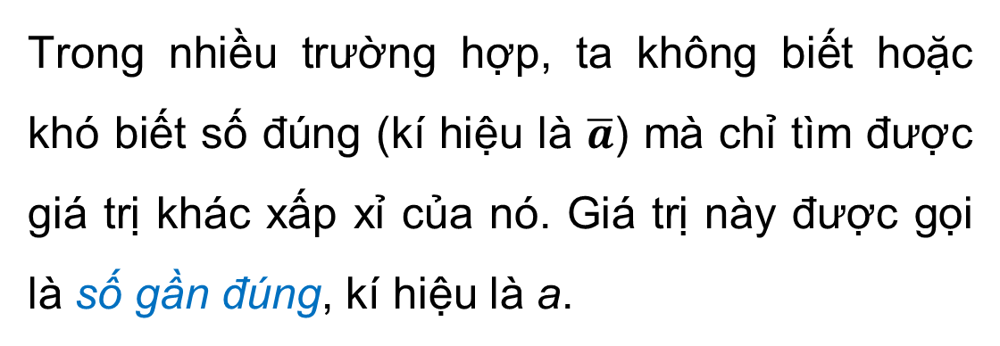 Trong nhiều trường hợp, ta không biết hoặc
khó biết số đúng (kí hiệu là a̅) mà chỉ tìm được
giá trị khác xấp xỉ của nó. Giá trị này được gọi
là số gần đúng, kí hiệu là a.